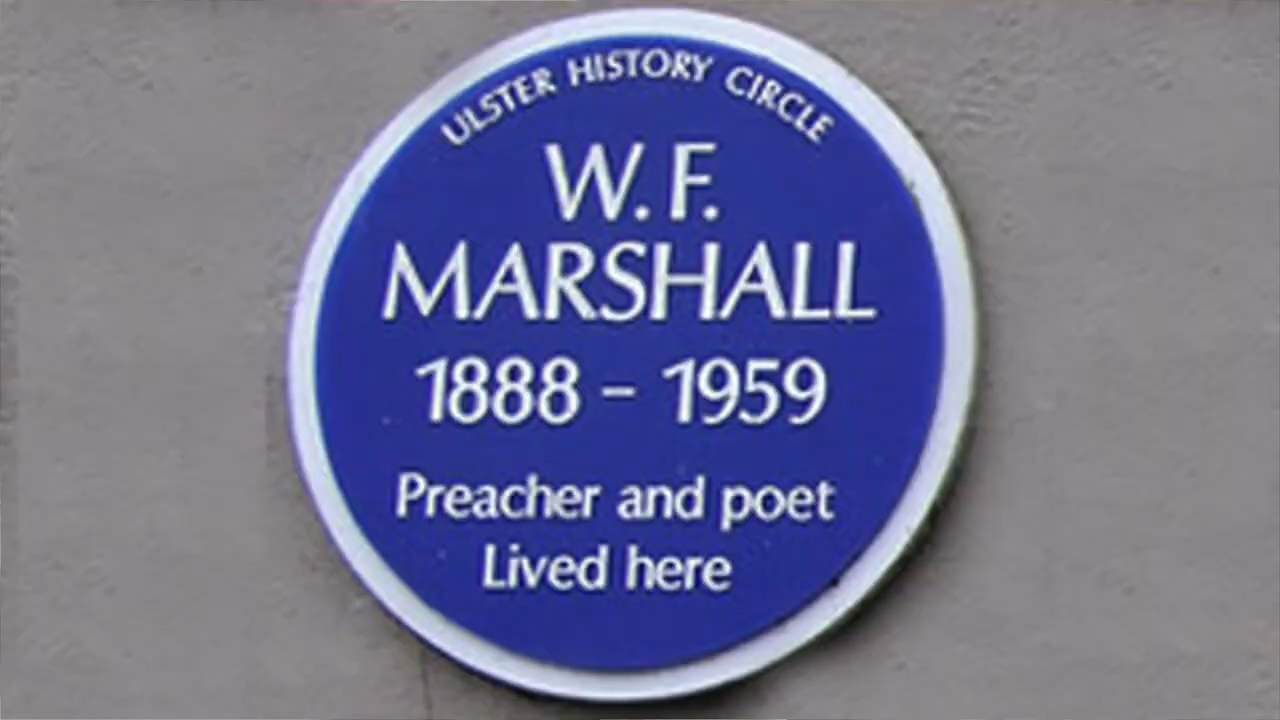 ULSTER HISTORY CIRCLE
W. F.
MARSHALL
1888 – 1959
Preacher and poet
Lived here